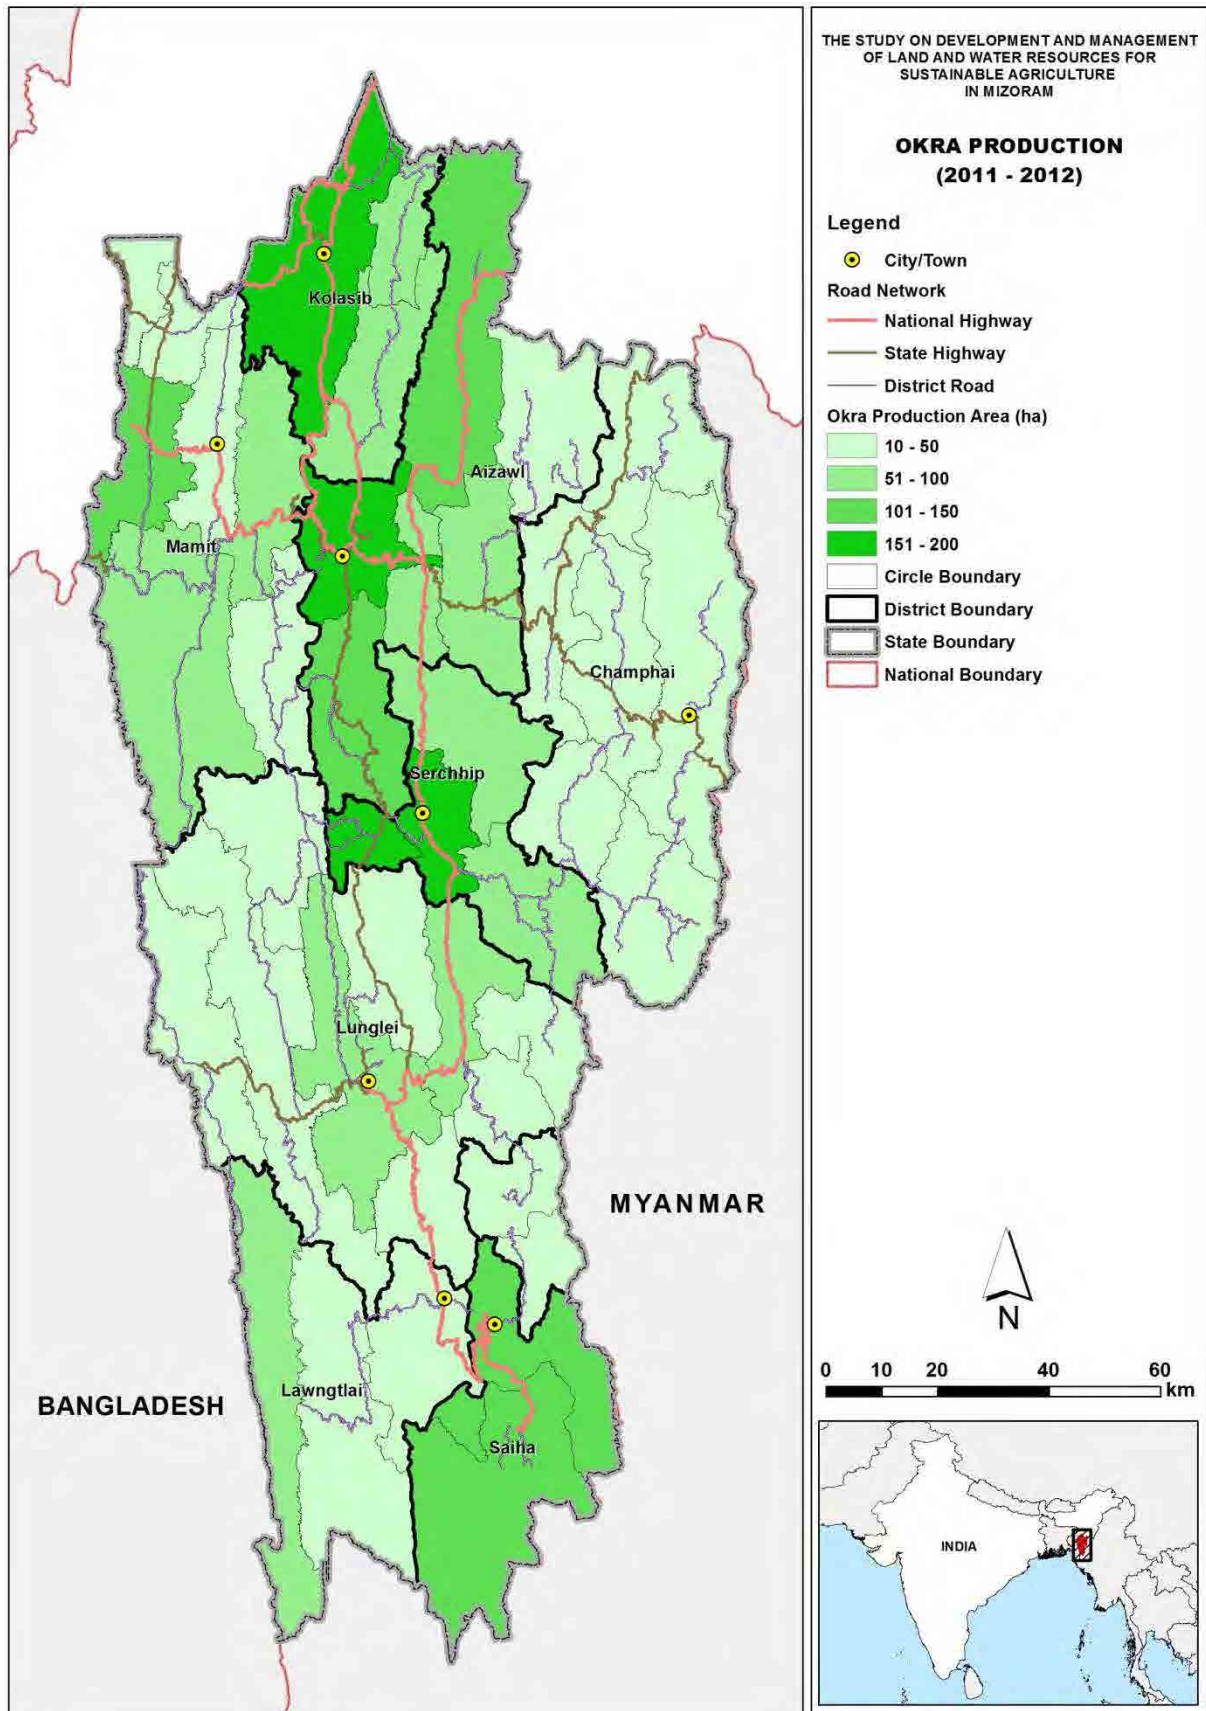 THE STUDY ON DEVELOPMENT AND MANAGEMENT
OF LAND AND WATER RESOURCES FOR
SUSTAINABLE AGRICULTURE
IN MIZORAM
OKRA PRODUCTION
(2011 - 2012)
Legend
City/Town
Road Network
National Highway
State Highway
District Road
Okra Production Area (ha)
10 - 50
51 - 100
101 - 150
151 - 200
Circle Boundary
District Boundary
State Boundary
National Boundary
Kolasib
Aizawl
Mamit
Champhai
Serchhip
Lunglei
MYANMAR
Lawngtlai
BANGLADESH
Saiha
N
0 10 20 40 60
km
INDIA